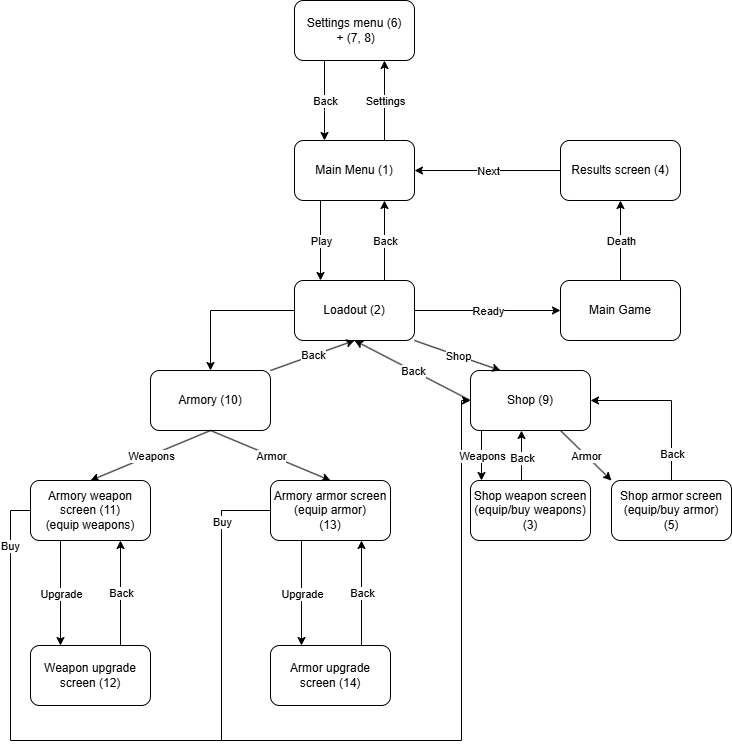 Settings menu (6)
+ (7, 8)
Back
Settings
Main Menu (1)
Next
Results screen (4)
Play
Back
Death
Loadout (2)
Ready
Main Game
Back
Shop
Back
Armory (10)
Shop (9)
Weapons
Armor
Weapons
Back
Armor
Back
Armory weapon
screen (11)
(equip weapons)
Armory armor screen
(equip armor)
(13)
Shop weapon screen
(equip/buy weapons)
(3)
Shop armor screen
(equip/buy armor)
(5)
Buy
Buy
Upgrade
Back
Upgrade
Back
Weapon upgrade
screen (12)
Armor upgrade
screen (14)